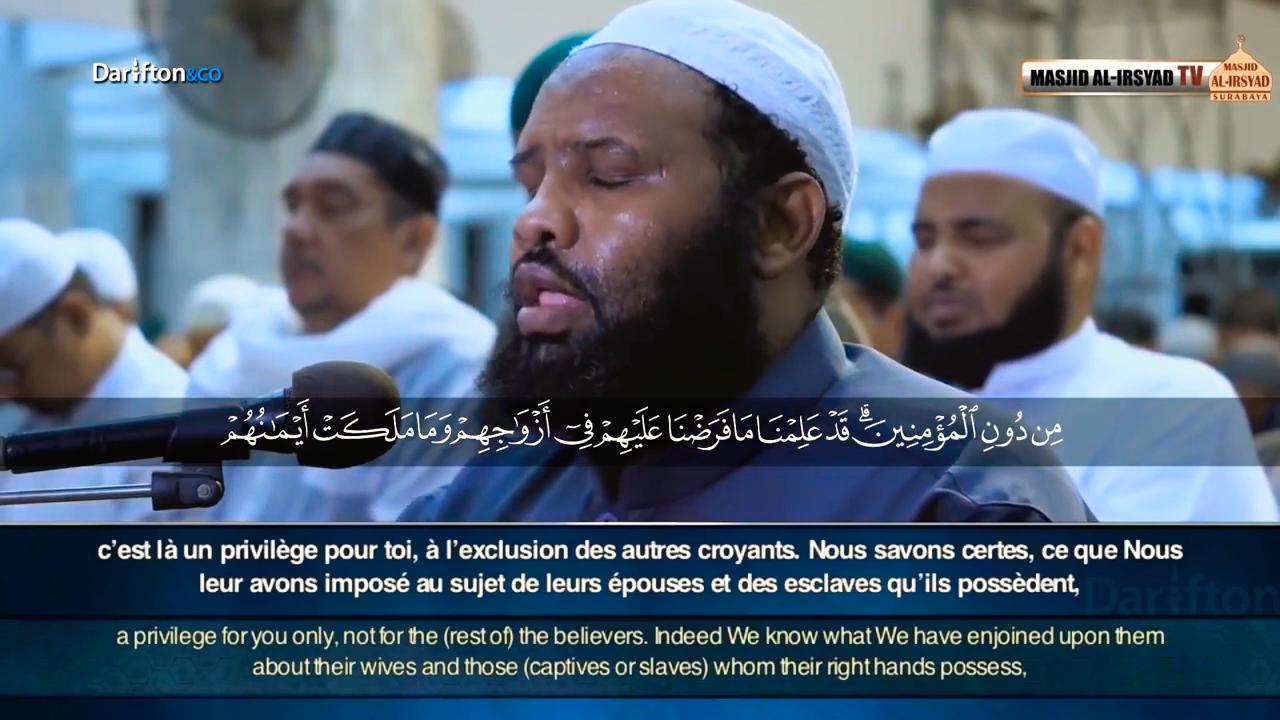 Darifton&CO
MASJID AL-IRSYAD TV
MASJID
AL-IRSYAD
SURABAYA
مِن دُونِ ٱلْمُؤْمِنِينَ ۗ قَدْ عَلِمْنَا مَا فَرَضْنَا عَلَيْهِمْ فِىٓ أَزْوَٰجِهِمْ وَمَا مَلَكَتْ أَيْمَـٰنُهُمْ
c’est là un privilège pour toi, à l’exclusion des autres croyants. Nous savons certes, ce que Nous
leur avons imposé au sujet de leurs épouses et des esclaves qu’ils possèdent,
Darifton
a privilege for you only, not for the (rest of) the believers. Indeed We know what We have enjoined upon them
about their wives and those (captives or slaves) whom their right hands possess,